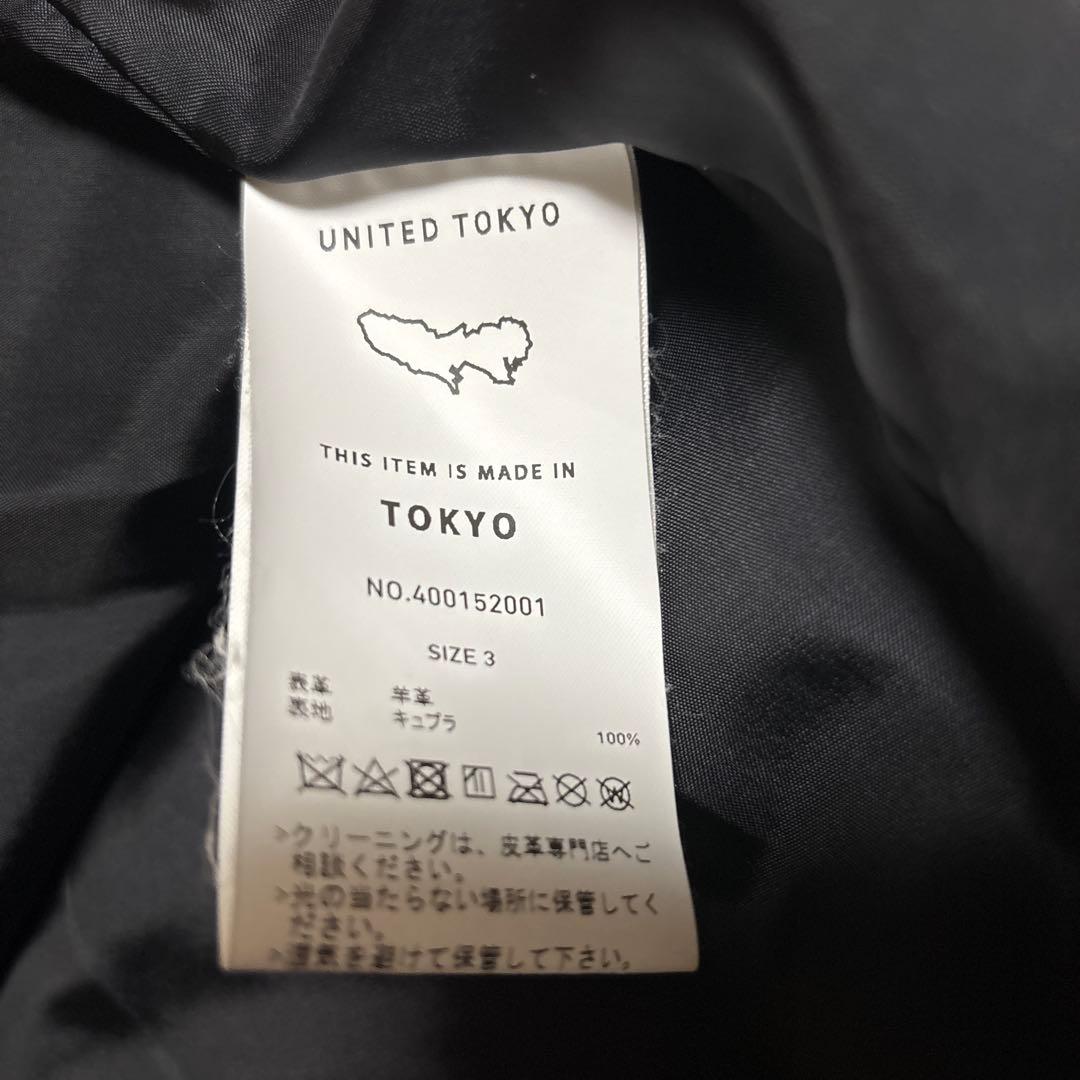 UNITED TOKYO
THIS ITEM IS MADE IN
TOKYO
NO.400152001
SIZE 3
表革 羊革
裏地 キュプラ
100%
>クリーニングは、皮革専門店へご
相談ください。
>光の当たらない場所に保管してく
ださい。
>湿気を避けて保管して下さい。